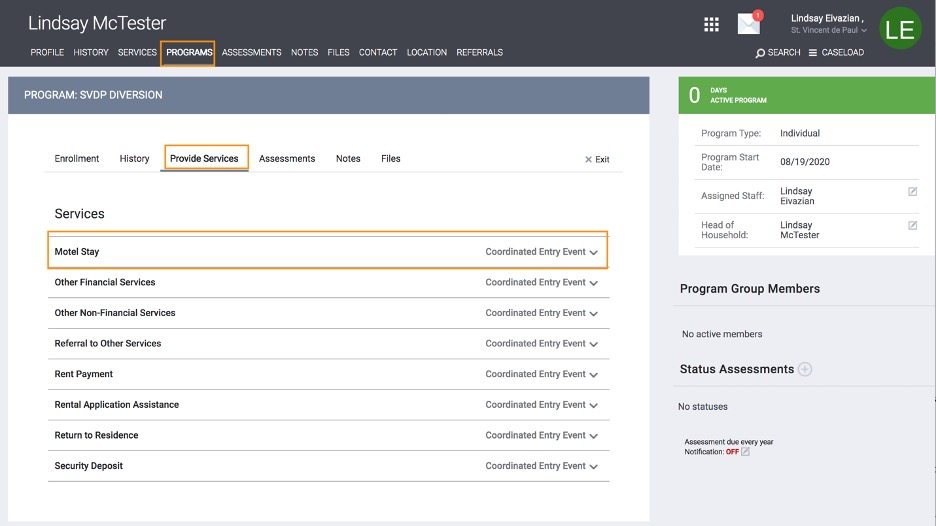 Lindsay McTester
1
Lindsay Eivazian ,
St. Vincent de Paul
LE
PROFILE HISTORY SERVICES PROGRAMS ASSESSMENTS NOTES FILES CONTACT LOCATION REFERRALS
SEARCH CASELOAD
PROGRAM: SVDP DIVERSION
Enrollment History Provide Services Assessments Notes Files
Exit
Services
Motel Stay Coordinated Entry Event
Other Financial Services Coordinated Entry Event
Other Non-Financial Services Coordinated Entry Event
Referral to Other Services Coordinated Entry Event
Rent Payment Coordinated Entry Event
Rental Application Assistance Coordinated Entry Event
Return to Residence Coordinated Entry Event
Security Deposit Coordinated Entry Event
0
DAYS
ACTIVE PROGRAM
Program Type: Individual
Program Start
Date:
08/19/2020
Assigned Staff:
Lindsay
Eivazian
Head of
Household:
Lindsay
McTester
Program Group Members
No active members
Status Assessments
No statuses
Assessment due every year
Notification: OFF